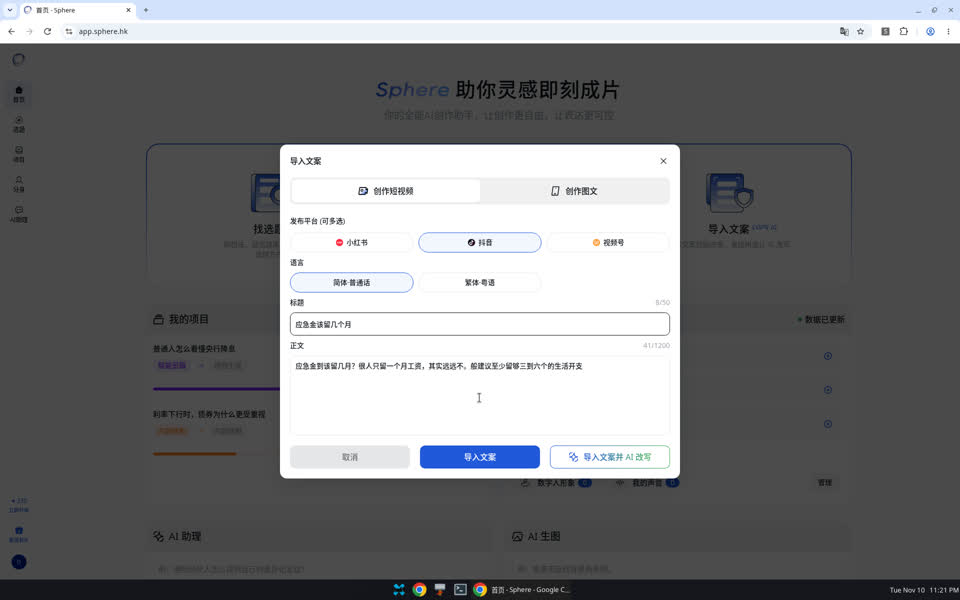 首页 - Sphere
app.sphere.hk
首页
选题
项目
分身
AI助理
Sphere 助你灵感即刻成片
你的全能AI创作助手，让创作更自由，让表达更可控
找选题
导入文案
导入文案
创作短视频
创作图文
发布平台 (可多选)
小红书
抖音
视频号
语言
简体·普通话
繁体·粤语
标题
8/50
应急金该留几个月
正文
41/1200
应急金到该留几月？很人只留一个月工资，其实远远不。般建议至少留够三到六个的生活开支
取消
导入文案
导入文案并 AI 改写
我的项目
数据已更新
普通人怎么看懂央行降息
利率下行时，债券为什么更受重视
数字人形象
我的声音
管理
AI 助理
AI 生图
首页 - Sphere - Google C...
Tue Nov 10
11:21 PM